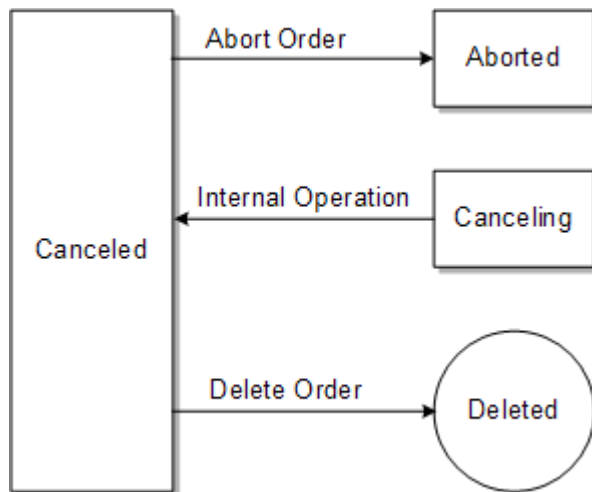 Abort Order
Aborted
Internal Operation
Canceling
Canceled
Delete Order
Deleted